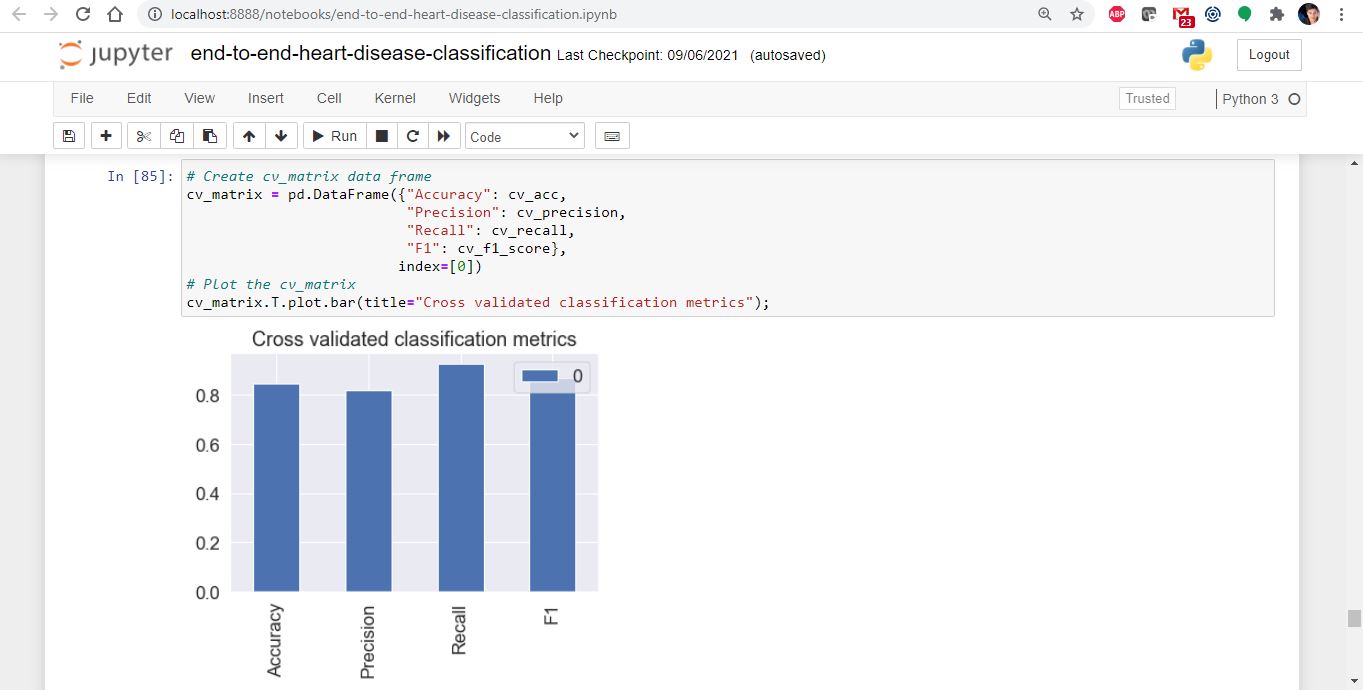 localhost:8888/notebooks/end-to-end-heart-disease-classification.ipynb
ABP
23
jupyter end-to-end-heart-disease-classification Last Checkpoint: 09/06/2021 (autosaved)
Logout
File Edit View Insert Cell Kernel Widgets Help
Trusted
Python 3
Run
Code
In [85]:
# Create cv_matrix data frame
cv_matrix = pd.DataFrame({"Accuracy": cv_acc,
"Precision": cv_precision,
"Recall": cv_recall,
"F1": cv_f1_score},
index=[0])
# Plot the cv_matrix
cv_matrix.T.plot.bar(title="Cross validated classification metrics");
Cross validated classification metrics
0
0.8
0.6
0.4
0.2
0.0
Accuracy
Precision
Recall
F1